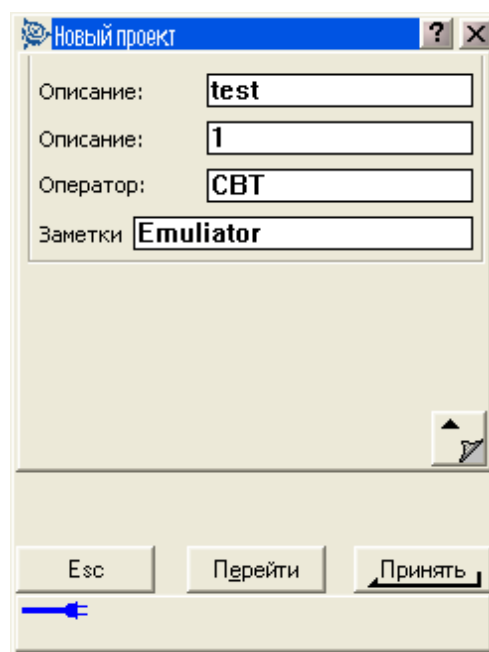 Новый проект ? X
Описание: test
Описание: 1
Оператор: CBT
Заметки Emuliator
Esc Перейти Принять